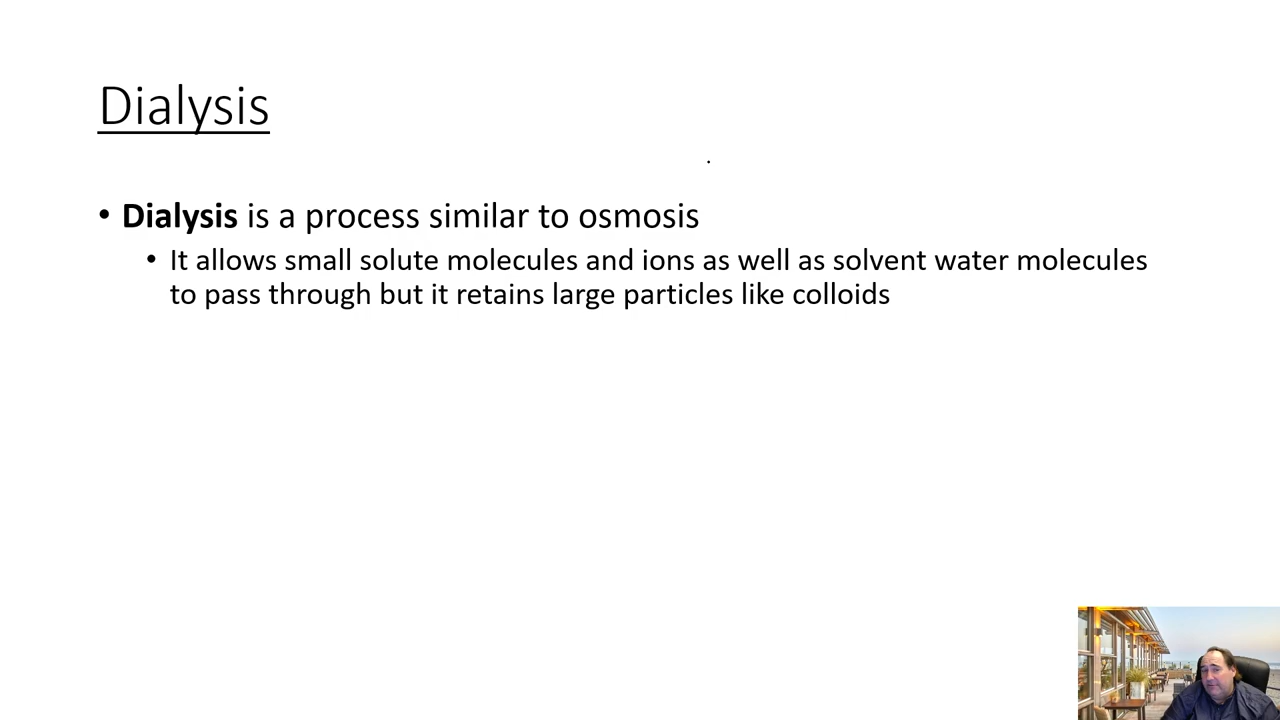 Dialysis
• Dialysis is a process similar to osmosis
• It allows small solute molecules and ions as well as solvent water molecules
to pass through but it retains large particles like colloids